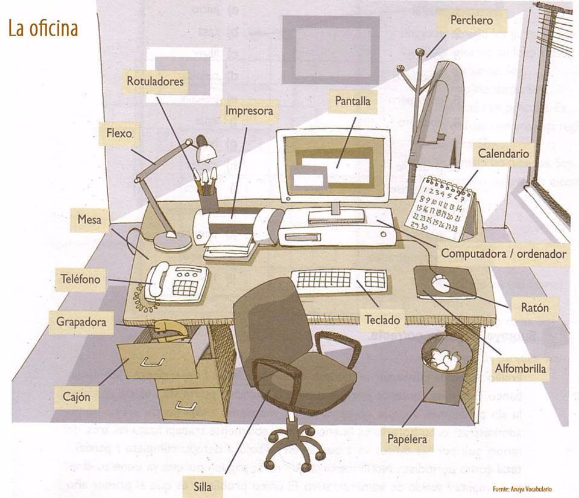 La oficina
Perchero
Rotuladores
Impresora
Pantalla
Flexo
Calendario
Mesa
Computadora / ordenador
Teléfono
Ratón
Grapadora
Teclado
Alfombrilla
Cajón
Papelera
Silla
Fuente: Anaya Vocabulario